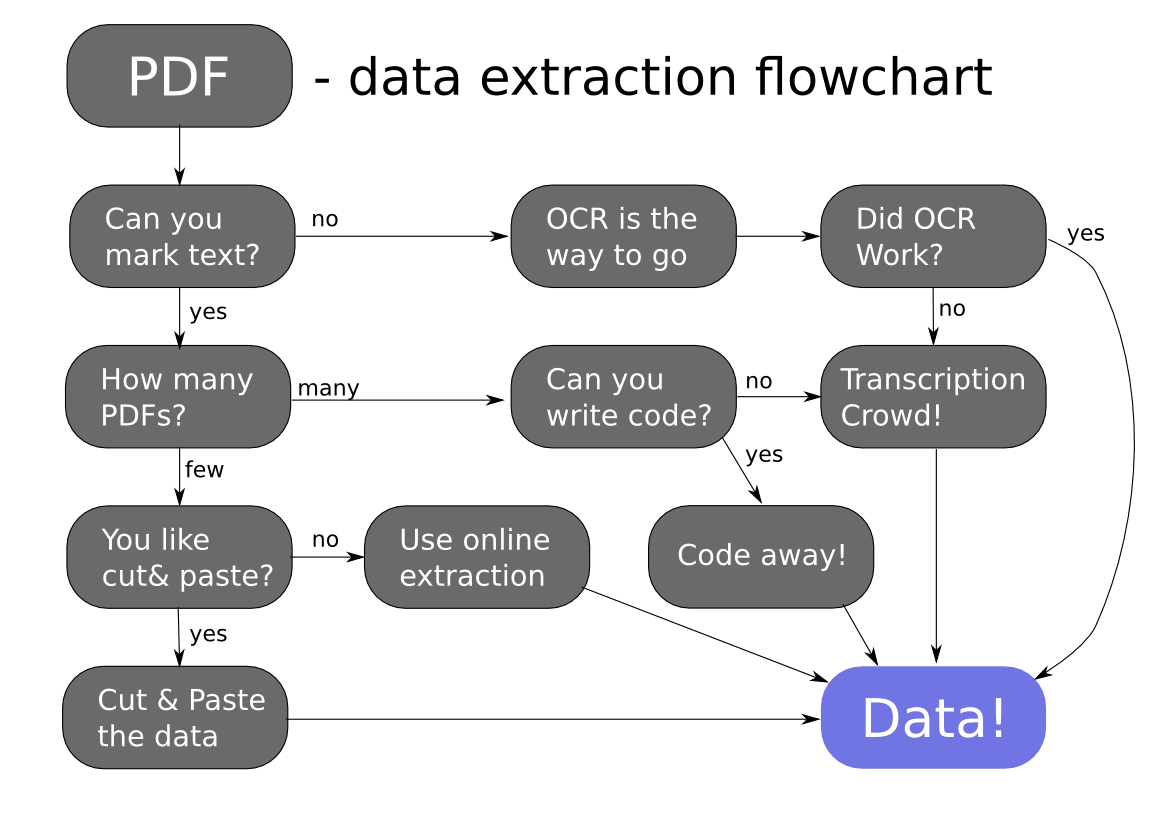 PDF - data extraction flowchart
Can you
mark text?
no
OCR is the
way to go
Did OCR
Work?
yes
yes
no
How many
PDFs?
many
Can you
write code?
no
Transcription
Crowd!
few
yes
You like
cut& paste?
no
Use online
extraction
Code away!
yes
Cut & Paste
the data
Data!